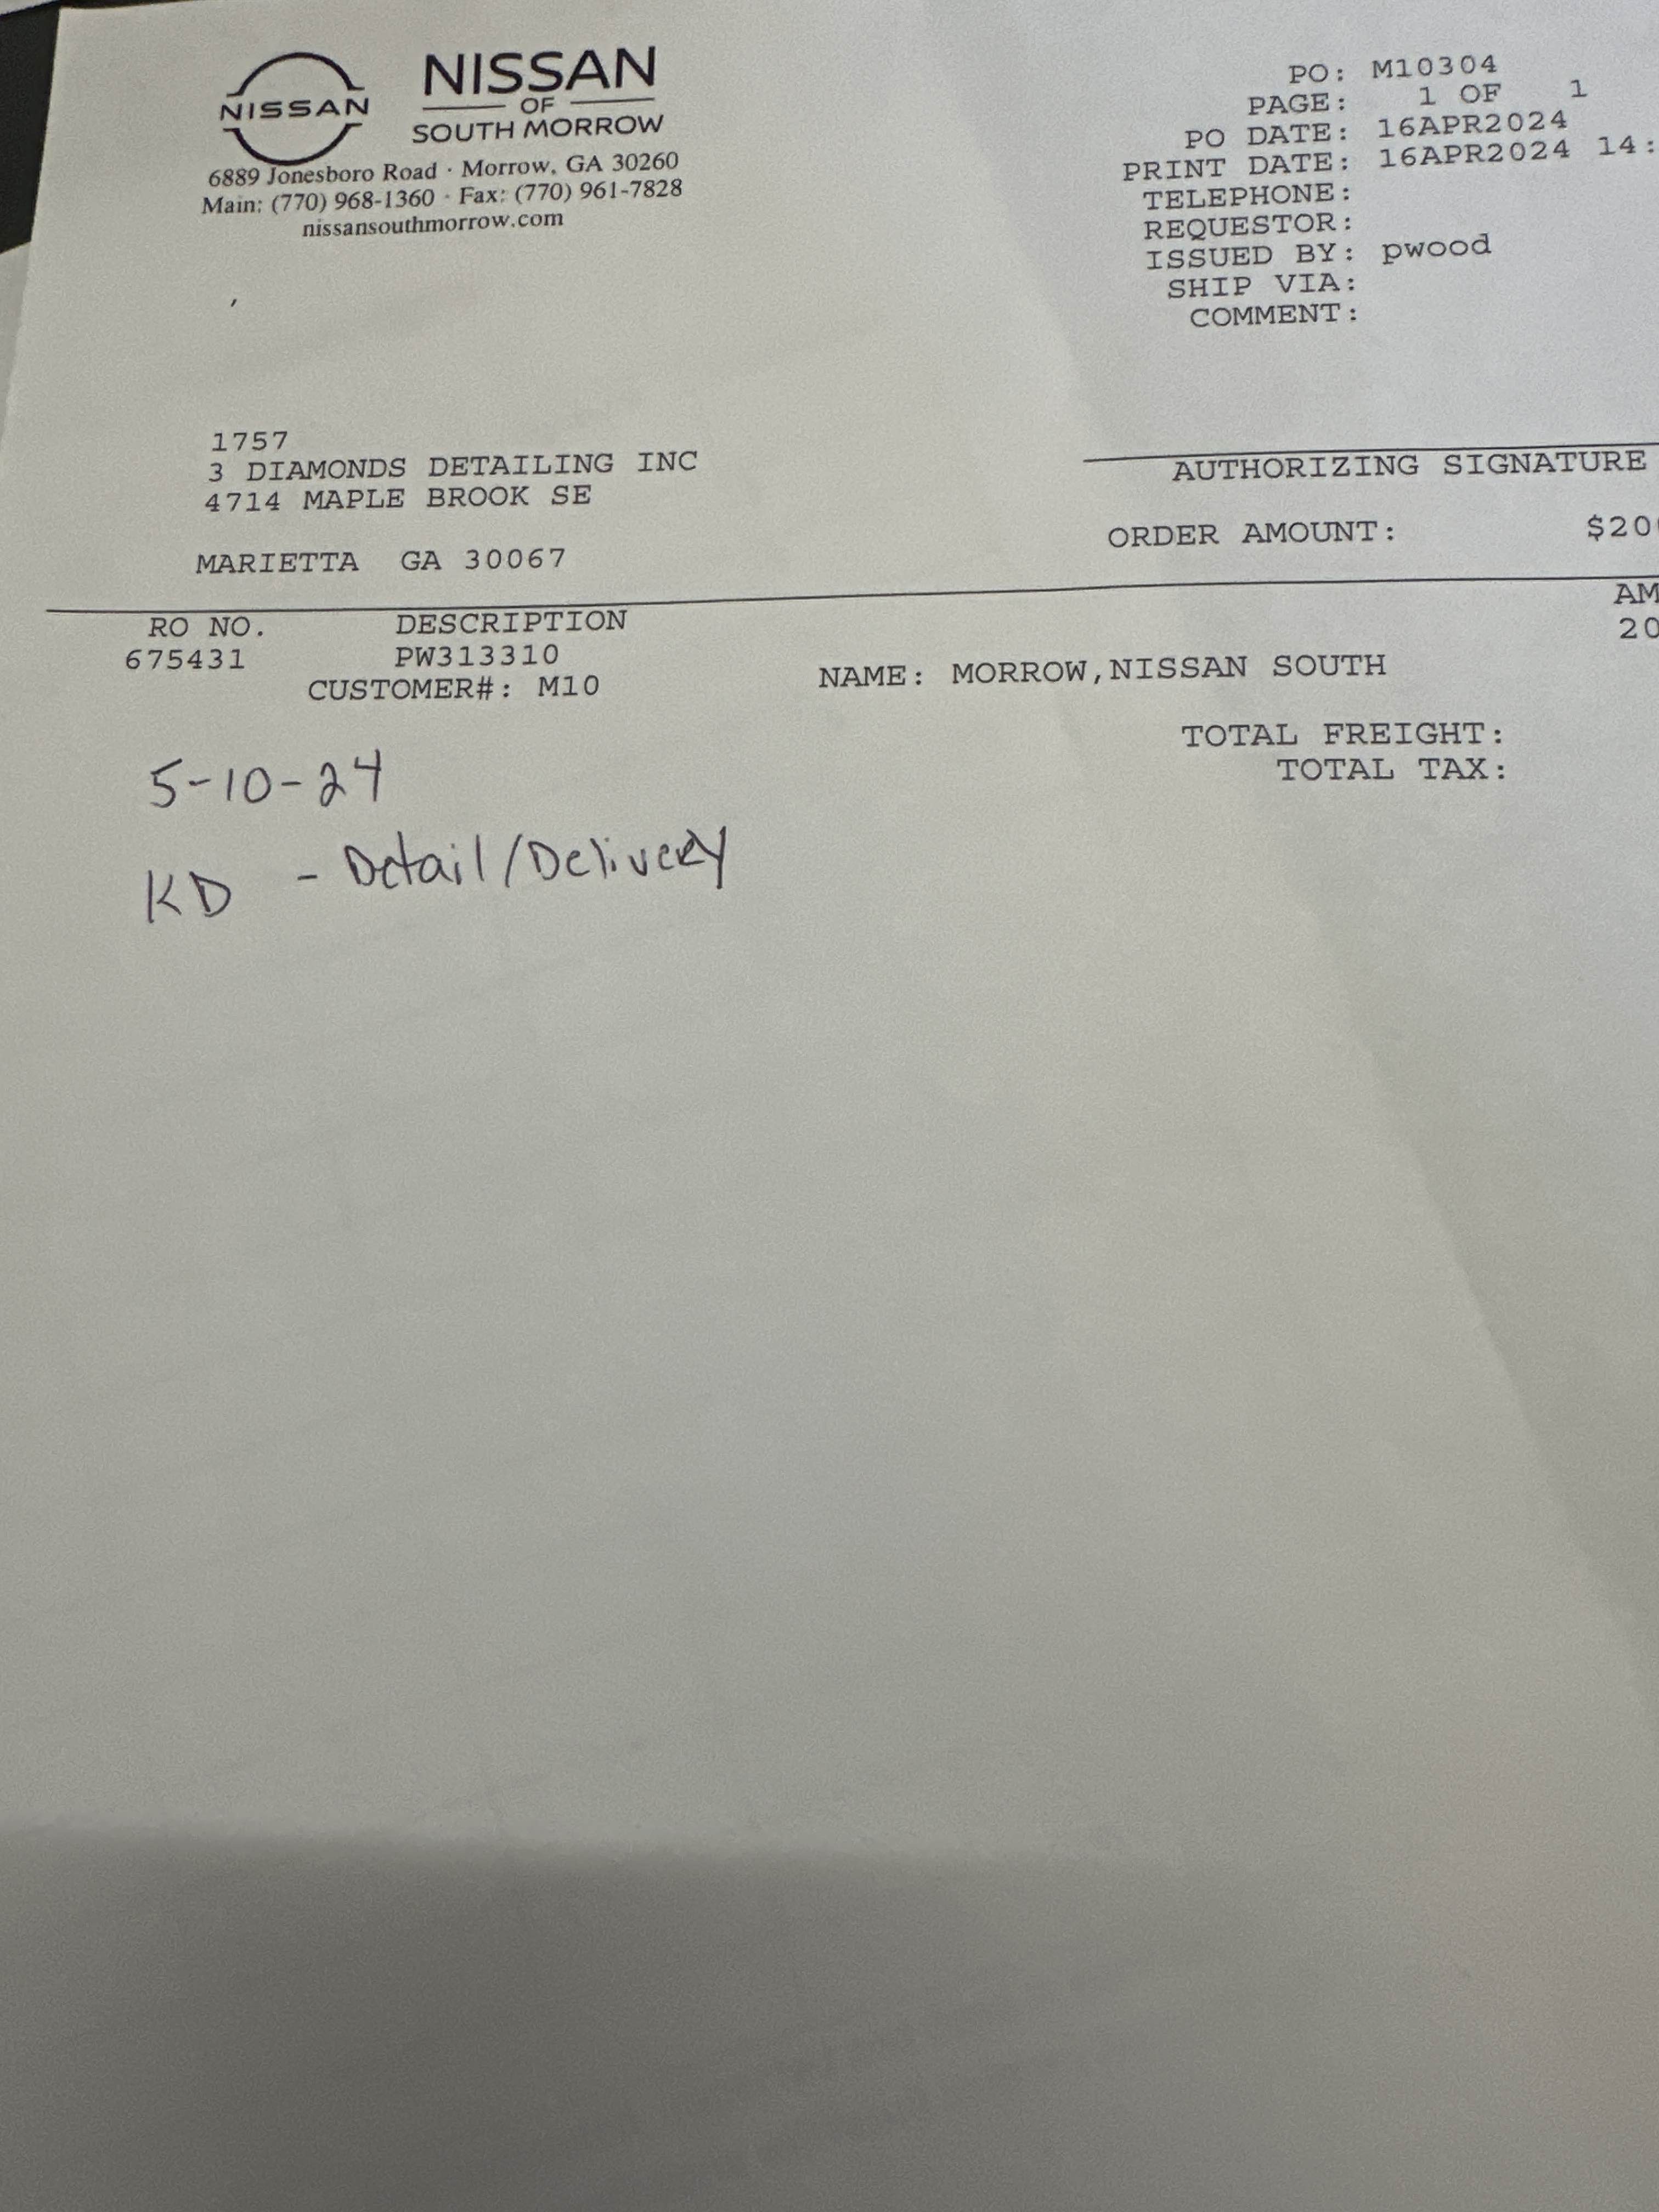 NISSAN
NISSAN
OF
SOUTH MORROW
6889 Jonesboro Road · Morrow, GA 30260
Main: (770) 968-1360 · Fax: (770) 961-7828
nissansouthmorrow.com
PO: M10304
PAGE: 1 OF 1
PO DATE: 16APR2024
PRINT DATE: 16APR2024 14:
TELEPHONE:
REQUESTOR:
ISSUED BY: pwood
SHIP VIA:
COMMENT:
1757
3 DIAMONDS DETAILING INC
4714 MAPLE BROOK SE
MARIETTA GA 30067
AUTHORIZING SIGNATURE
ORDER AMOUNT: $20
RO NO. DESCRIPTION AM
675431 PW313310 20
CUSTOMER#: M10 NAME: MORROW,NISSAN SOUTH
TOTAL FREIGHT:
TOTAL TAX:
5-10-24
KD - Detail/Delivery